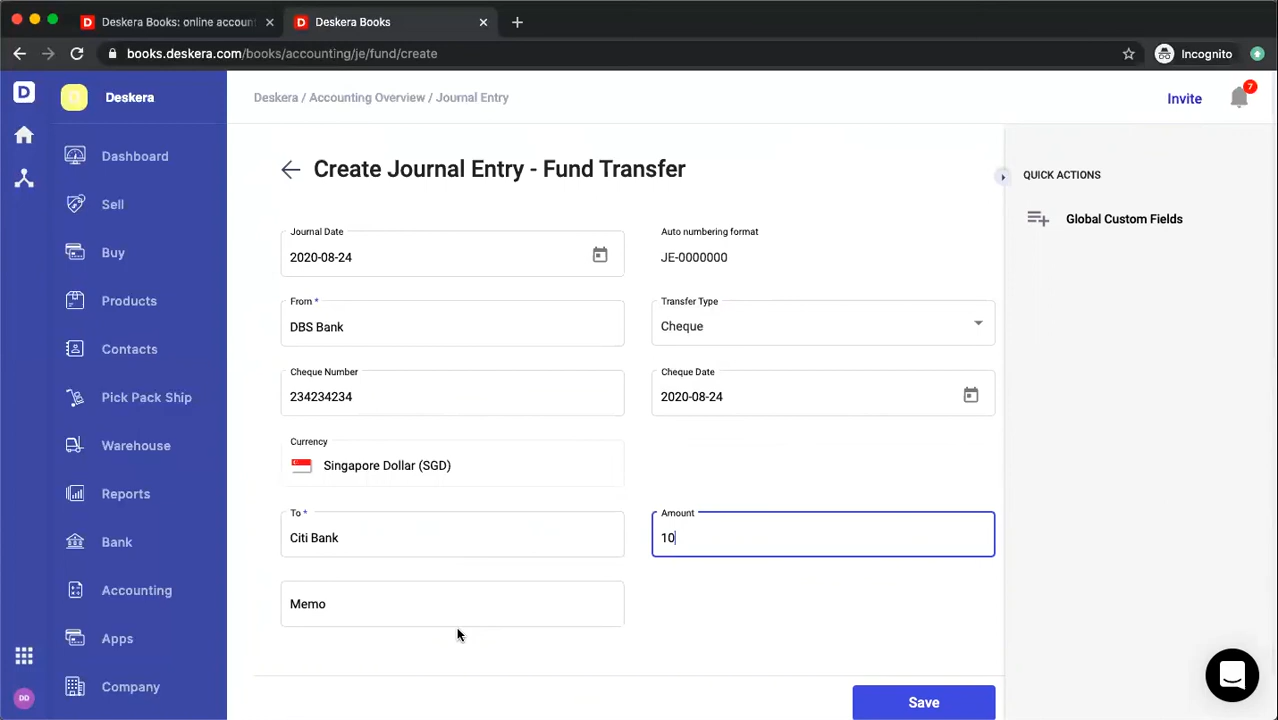 Deskera Books: online accoun
Deskera Books
books.deskera.com/books/accounting/je/fund/create
Incognito
D
D
Deskera
Dashboard
Sell
Buy
Products
Contacts
Pick Pack Ship
Warehouse
Reports
Bank
Accounting
Apps
Company
DD
Deskera / Accounting Overview / Journal Entry
Invite
7
Create Journal Entry - Fund Transfer
Journal Date
2020-08-24
Auto numbering format
JE-0000000
From *
DBS Bank
Transfer Type
Cheque
Cheque Number
234234234
Cheque Date
2020-08-24
Currency
Singapore Dollar (SGD)
To *
Citi Bank
Amount
10
Memo
Save
QUICK ACTIONS
Global Custom Fields